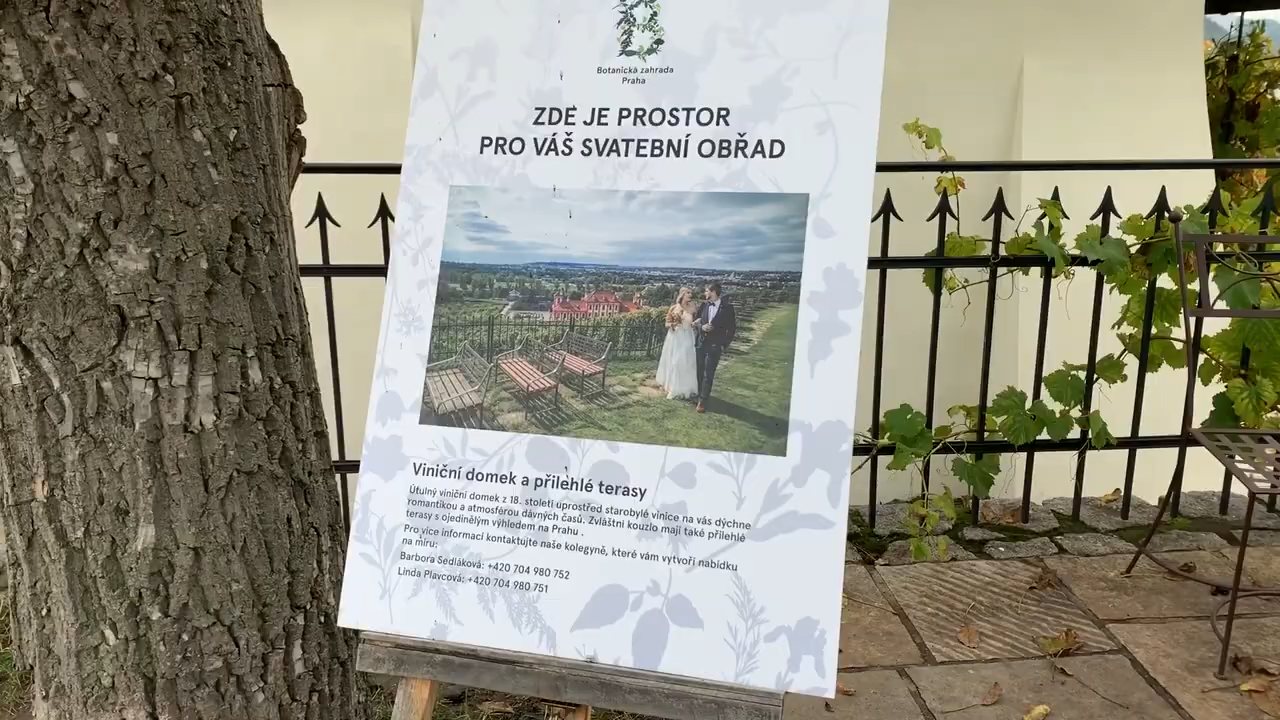 Botanická zahrada
Praha
ZDE JE PROSTOR
PRO VÁŠ SVATEBNÍ OBŘAD
Viniční domek a přilehlé terasy
Útulný viniční domek z 18. století uprostřed starobylé vinice na vás dýchne
romantikou a atmosférou dávných časů. Zvláštní kouzlo mají také přilehlé
terasy s ojedinělým výhledem na Prahu .
Pro více informací kontaktujte naše kolegyně, které vám vytvoří nabídku
na míru:
Barbora Sedláková: +420 704 980 752
Linda Plavcová: +420 704 980 751